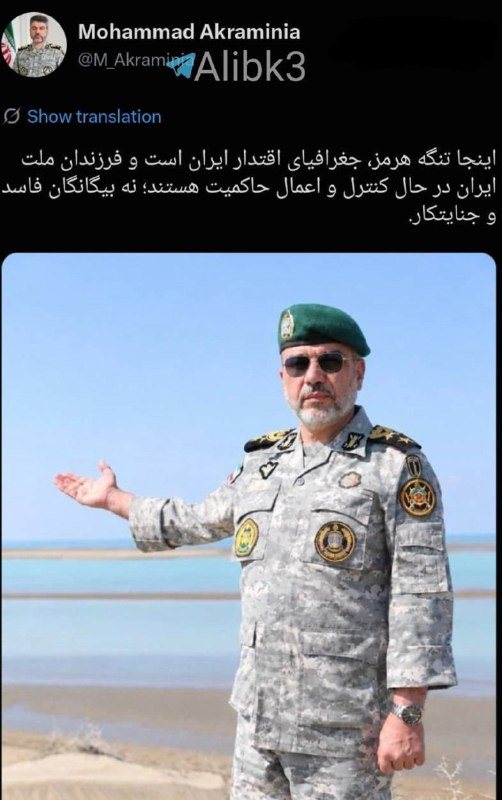 Mohammad Akraminia
@M_Akraminia
Alibk3
Show translation
اینجا تنگه هرمز، جغرافیای اقتدار ایران است و فرزندان ملت
ایران در حال کنترل و اعمال حاکمیت هستند؛ نه بیگانگان فاسد
و جنایتکار.